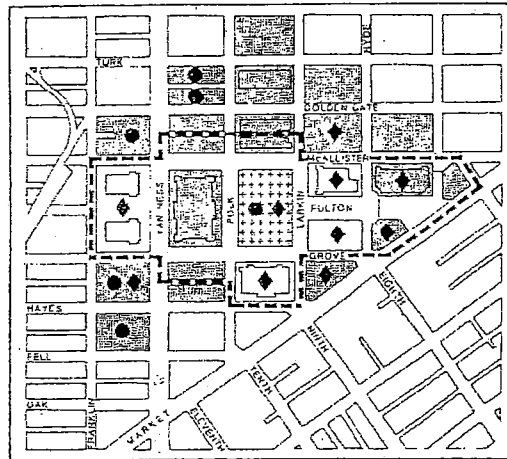 HYDE
TURK
GOLDEN GATE
McALLISTER
VAN NESS
POLK
LARKIN
FULTON
GROVE
EIGHTH
HAYES
NINTH
FELL
TENTH
OAK
FRANKLIN
MARKET
ELEVENTH